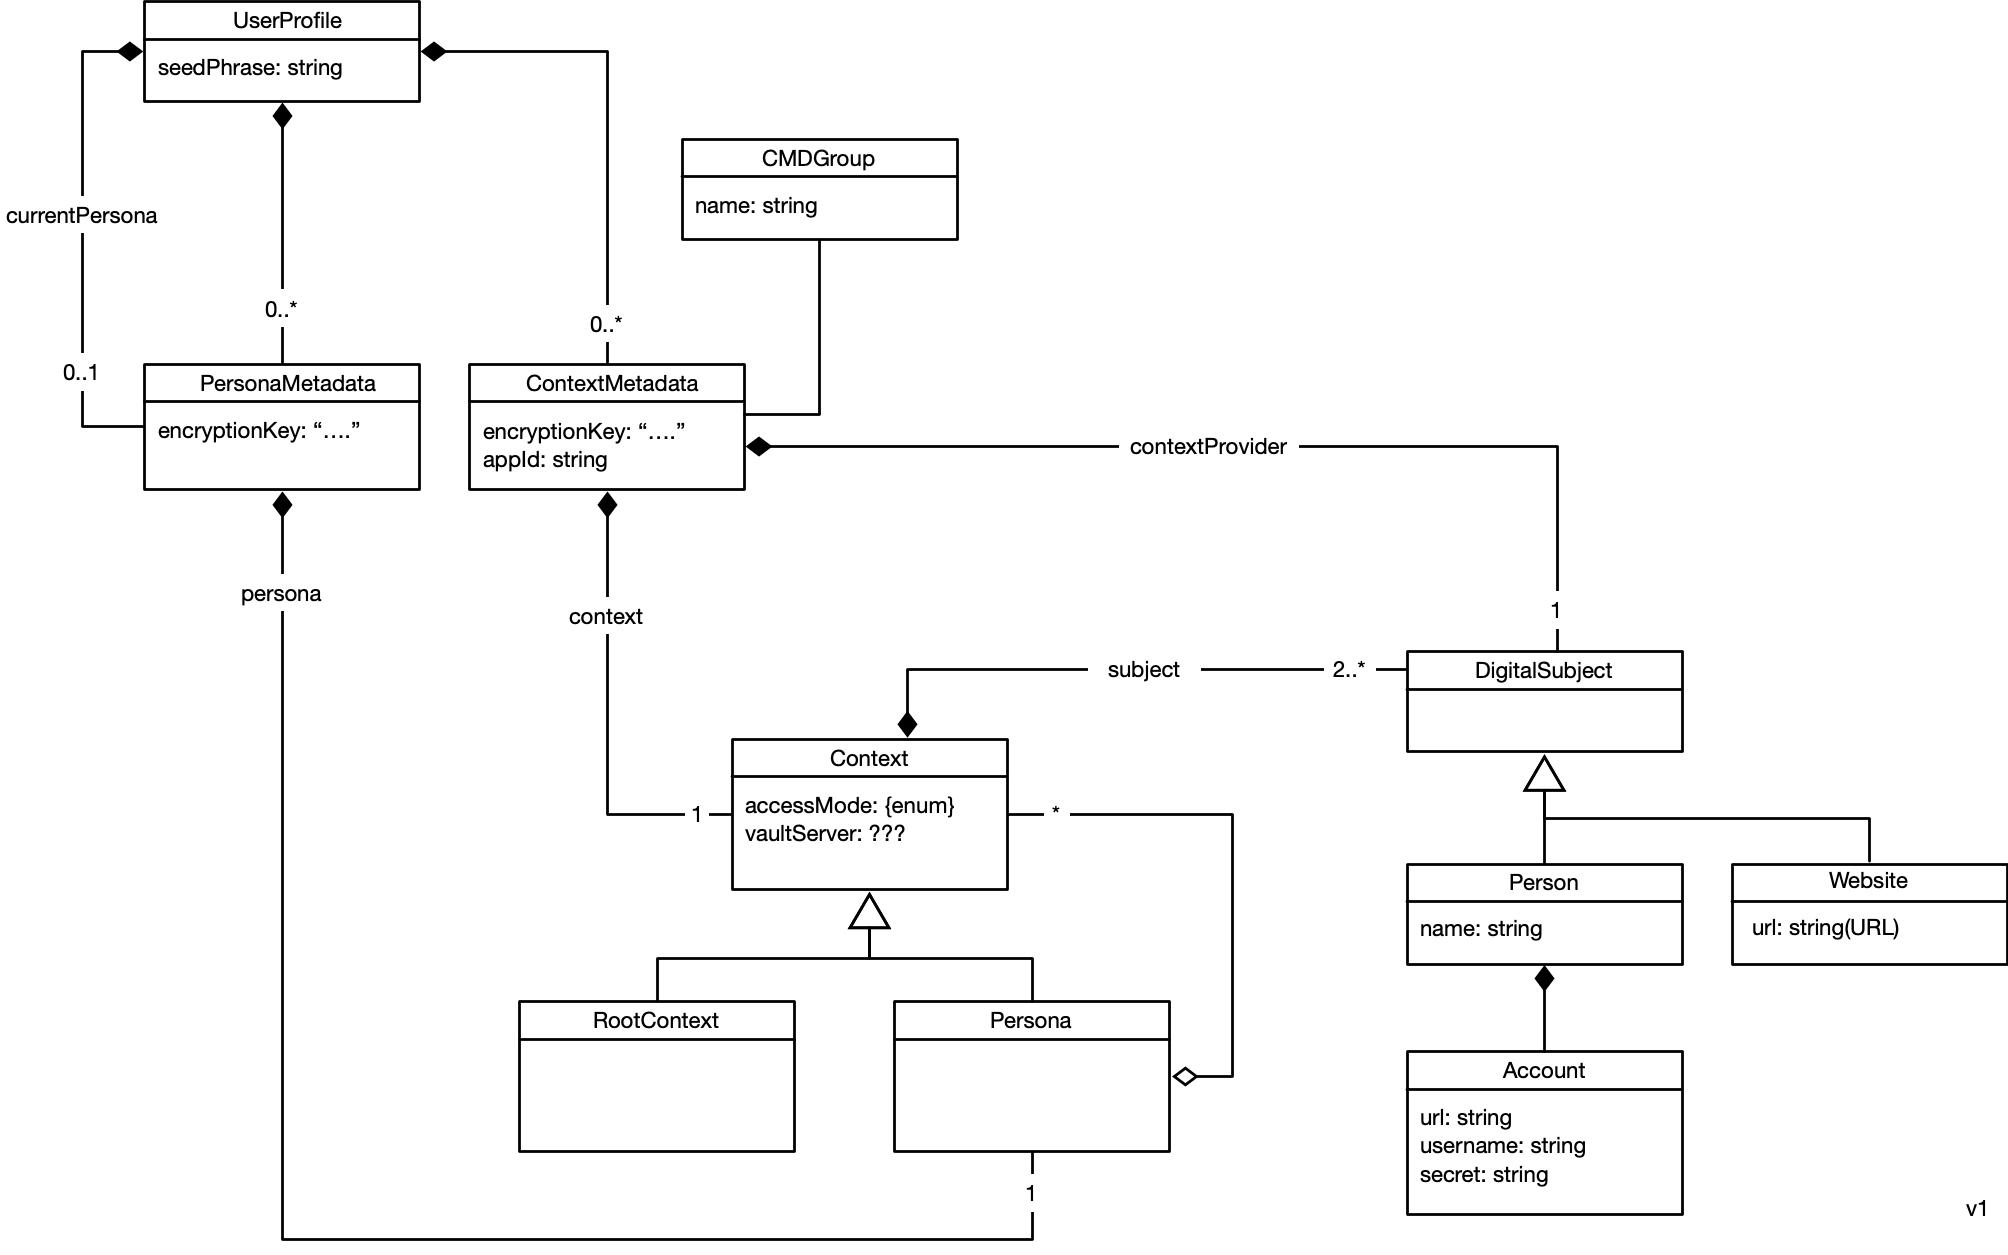 UserProfile
seedPhrase: string
CMDGroup
name: string
currentPersona
0..*
0..*
0..1
PersonaMetadata
encryptionKey: “....”
ContextMetadata
encryptionKey: “....”
appId: string
contextProvider
persona
context
1
subject
2..*
DigitalSubject
Context
accessMode: {enum}
vaultServer: ???
1
*
Person
name: string
Website
url: string(URL)
RootContext
Persona
Account
url: string
username: string
secret: string
1
v1